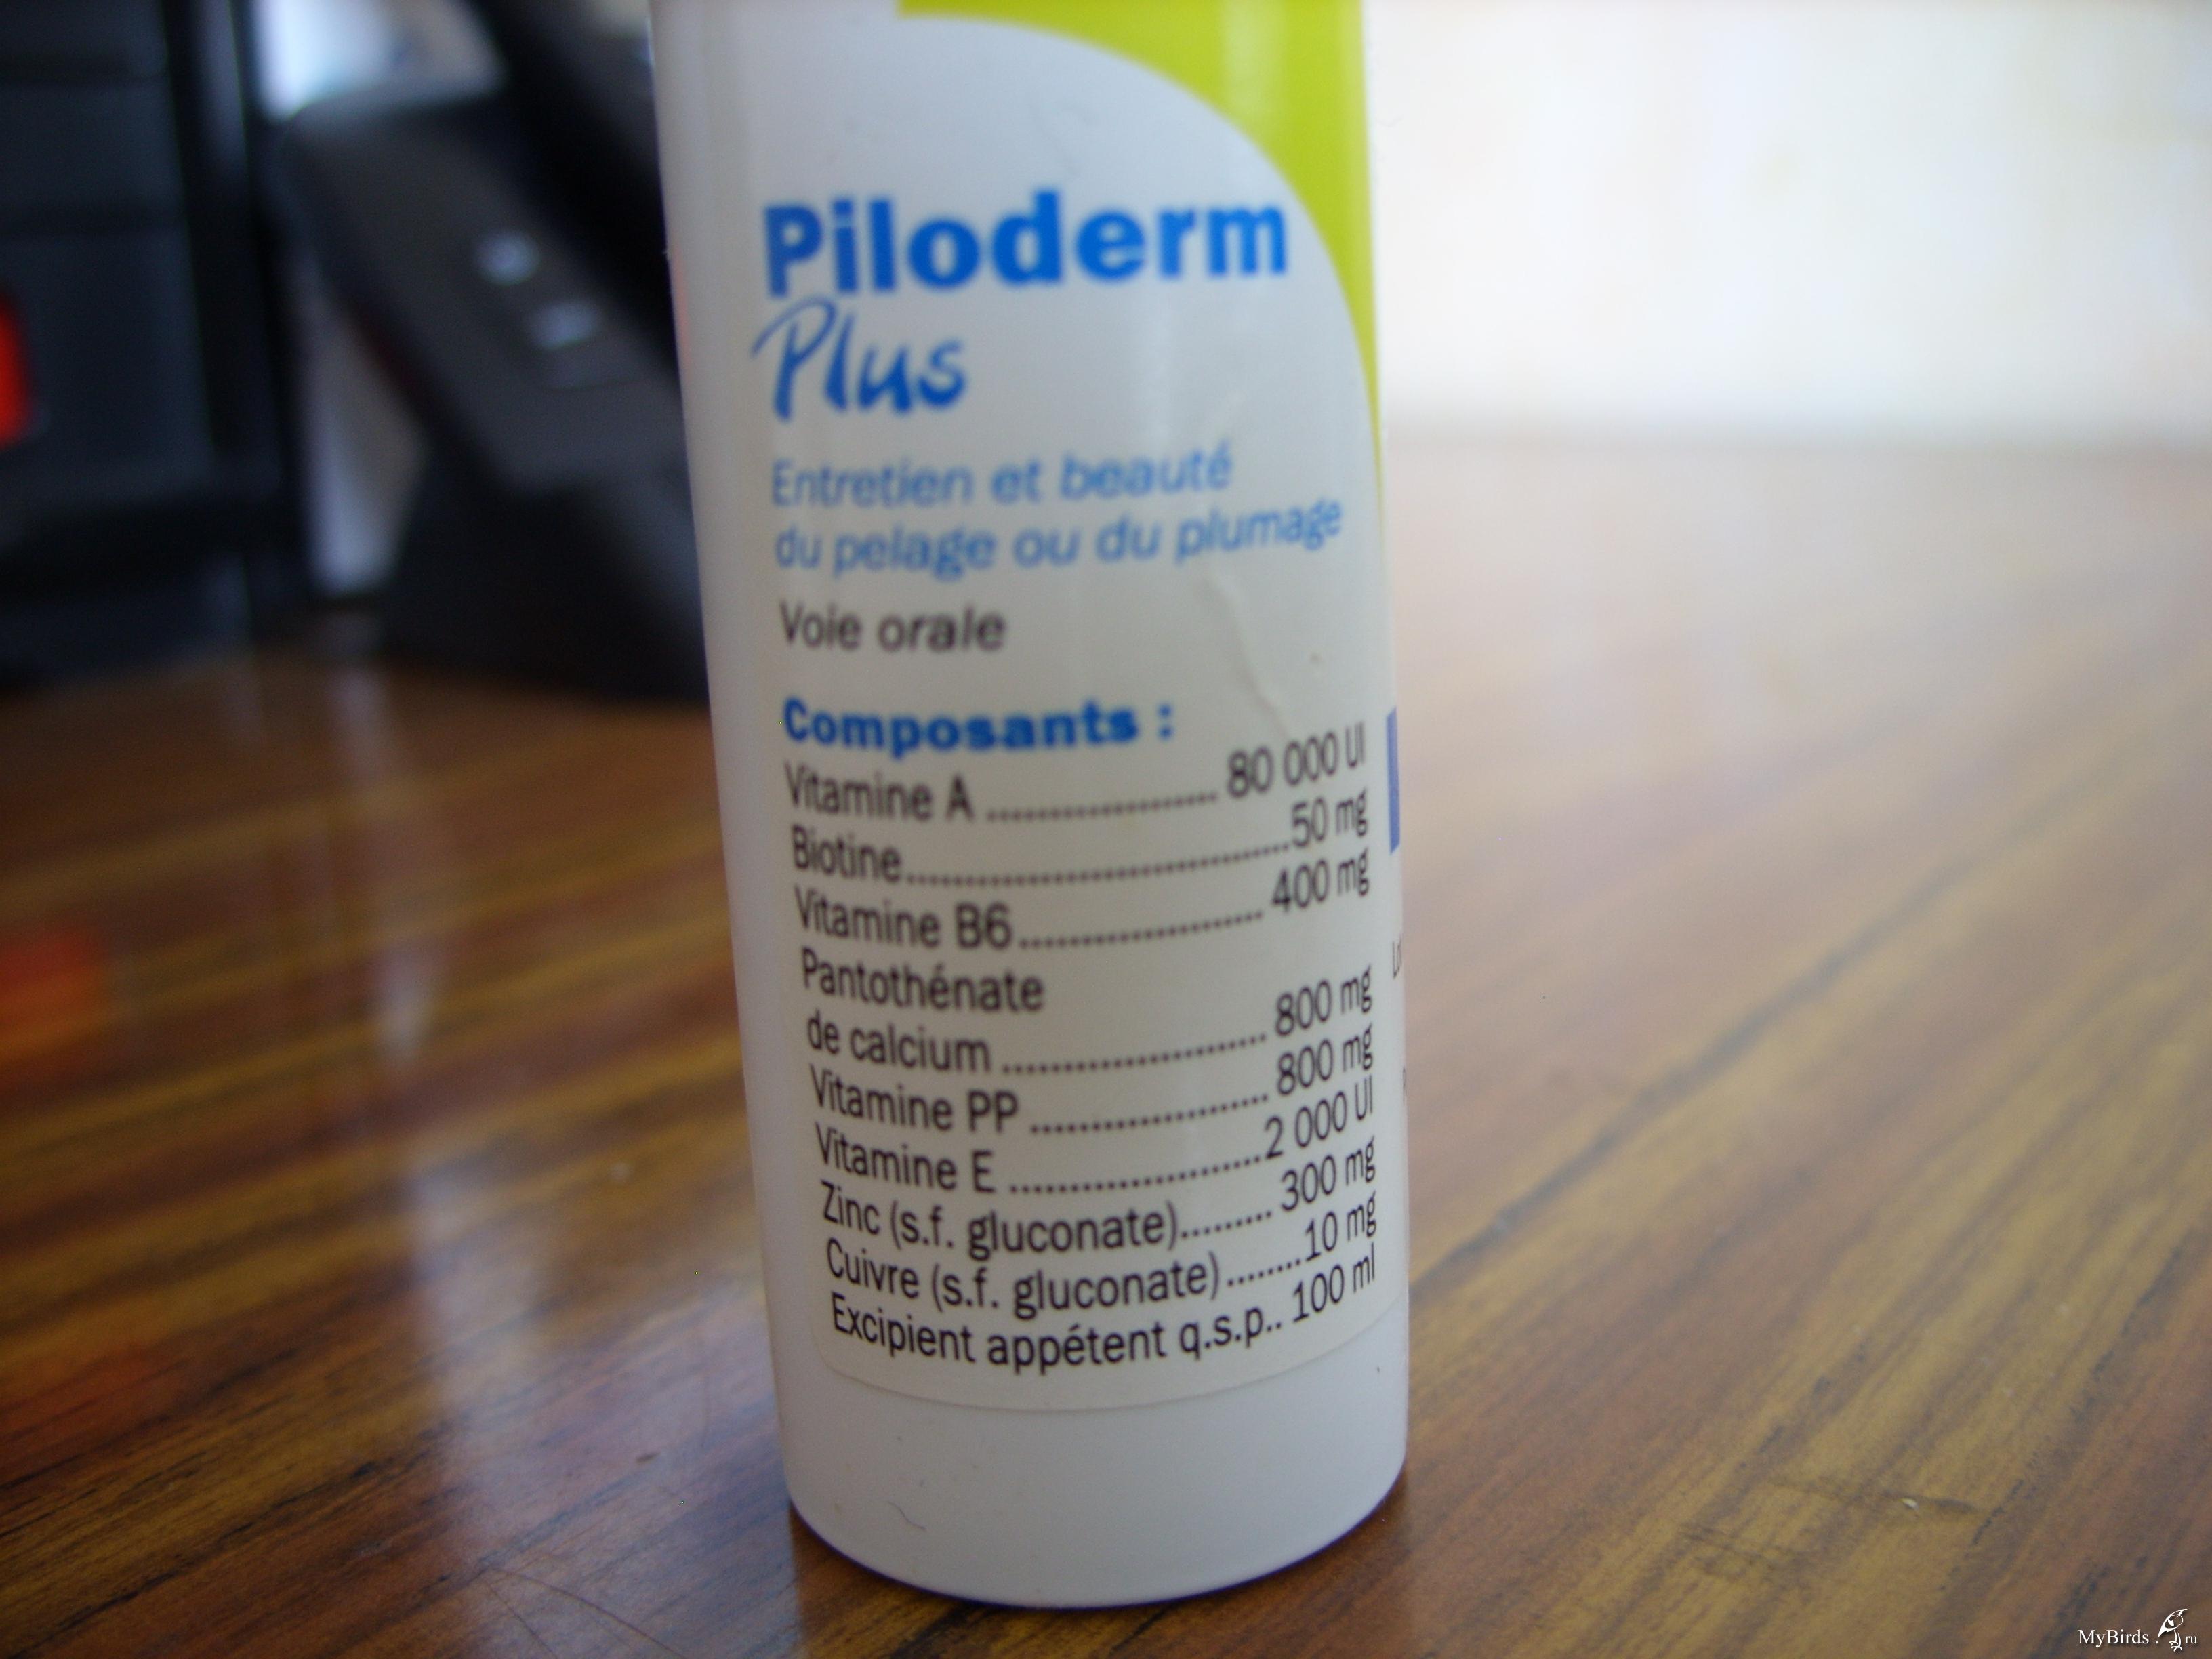 Piloderm
Plus
Entretien et beauté
du pelage ou du plumage
Voie orale
Composants :
Vitamine A .................... 80 000 UI
Biotine.................................50 mg
Vitamine B6..................... 400 mg
Pantothénate
de calcium ...................... 800 mg
Vitamine PP .................... 800 mg
Vitamine E .....................2 000 UI
Zinc (s.f. gluconate)........ 300 mg
Cuivre (s.f. gluconate).......10 mg
Excipient appétent q.s.p.. 100 ml
MyBirds.ru